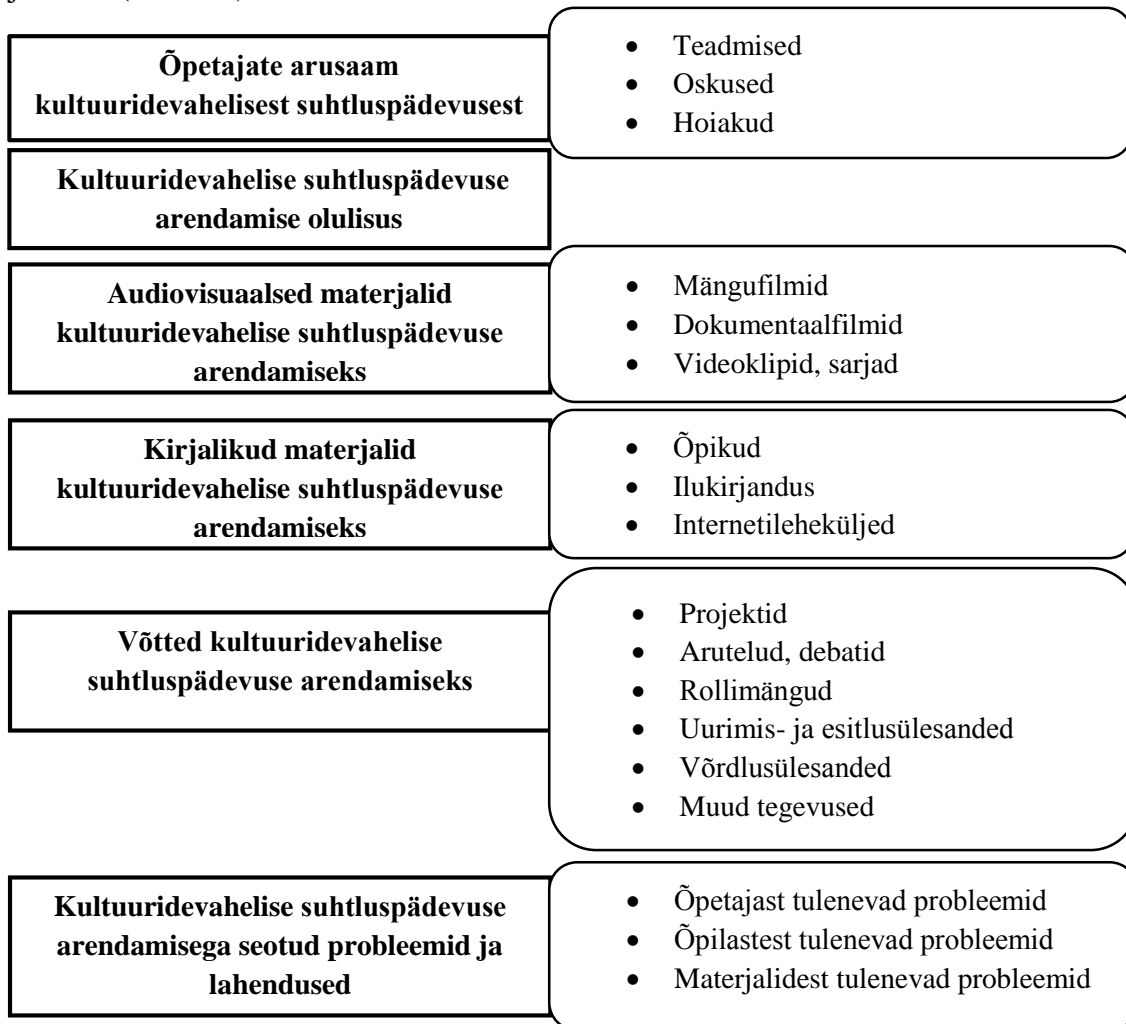 Õpetajate arusaam
kultuuridevahelisest suhtluspädevusest
• Teadmised
• Oskused
• Hoiakud
Kultuuridevahelise suhtluspädevuse
arendamise olulisus
Audiovisuaalsed materjalid
kultuuridevahelise suhtluspädevuse
arendamiseks
• Mängufilmid
• Dokumentaalfilmid
• Videoklipid, sarjad
Kirjalikud materjalid
kultuuridevahelise suhtluspädevuse
arendamiseks
• Õpikud
• Ilukirjandus
• Internetileheküljed
Võtted kultuuridevahelise
suhtluspädevuse arendamiseks
• Projektid
• Arutelud, debatid
• Rollimängud
• Uurimis- ja esitlusülesanded
• Võrdlusülesanded
• Muud tegevused
Kultuuridevahelise suhtluspädevuse
arendamisega seotud probleemid ja
lahendused
• Õpetajast tulenevad probleemid
• Õpilastest tulenevad probleemid
• Materjalidest tulenevad probleemid